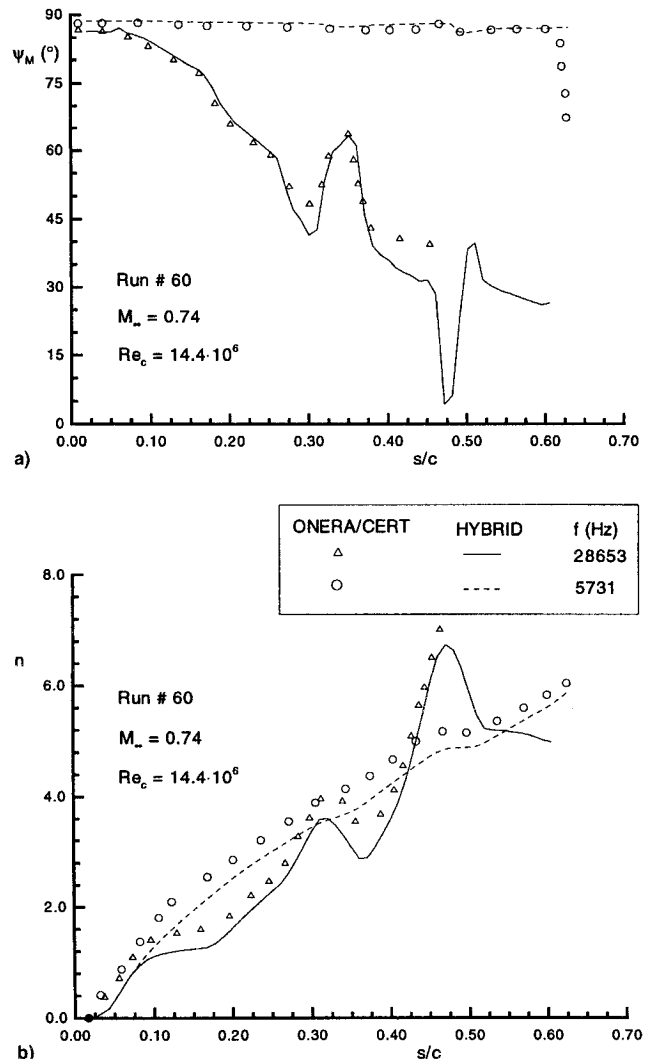 90
ψM (°)
75
60
45
30
15
0
Run # 60
M∞ = 0.74
Rec = 14.4·10⁶
0.00 0.10 0.20 0.30 0.40 0.50 0.60 0.70
s/c
a)
ONERA/CERT HYBRID f (Hz)
28653
5731
8.0
n
6.0
4.0
2.0
0.0
Run # 60
M∞ = 0.74
Rec = 14.4·10⁶
0.00 0.10 0.20 0.30 0.40 0.50 0.60 0.70
s/c
b)